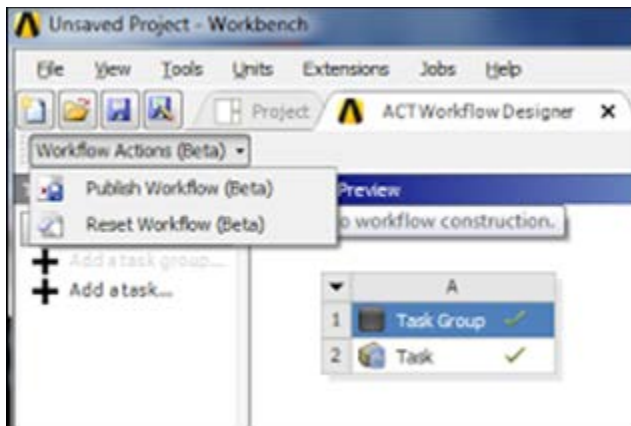 Unsaved Project - Workbench
File View Tools Units Extensions Jobs Help
Project ACT Workflow Designer
Workflow Actions (Beta)
Publish Workflow (Beta)
Preview
Reset Workflow (Beta)
o workflow construction.
Add a task group...
Add a task...
A
1 Task Group
2 Task